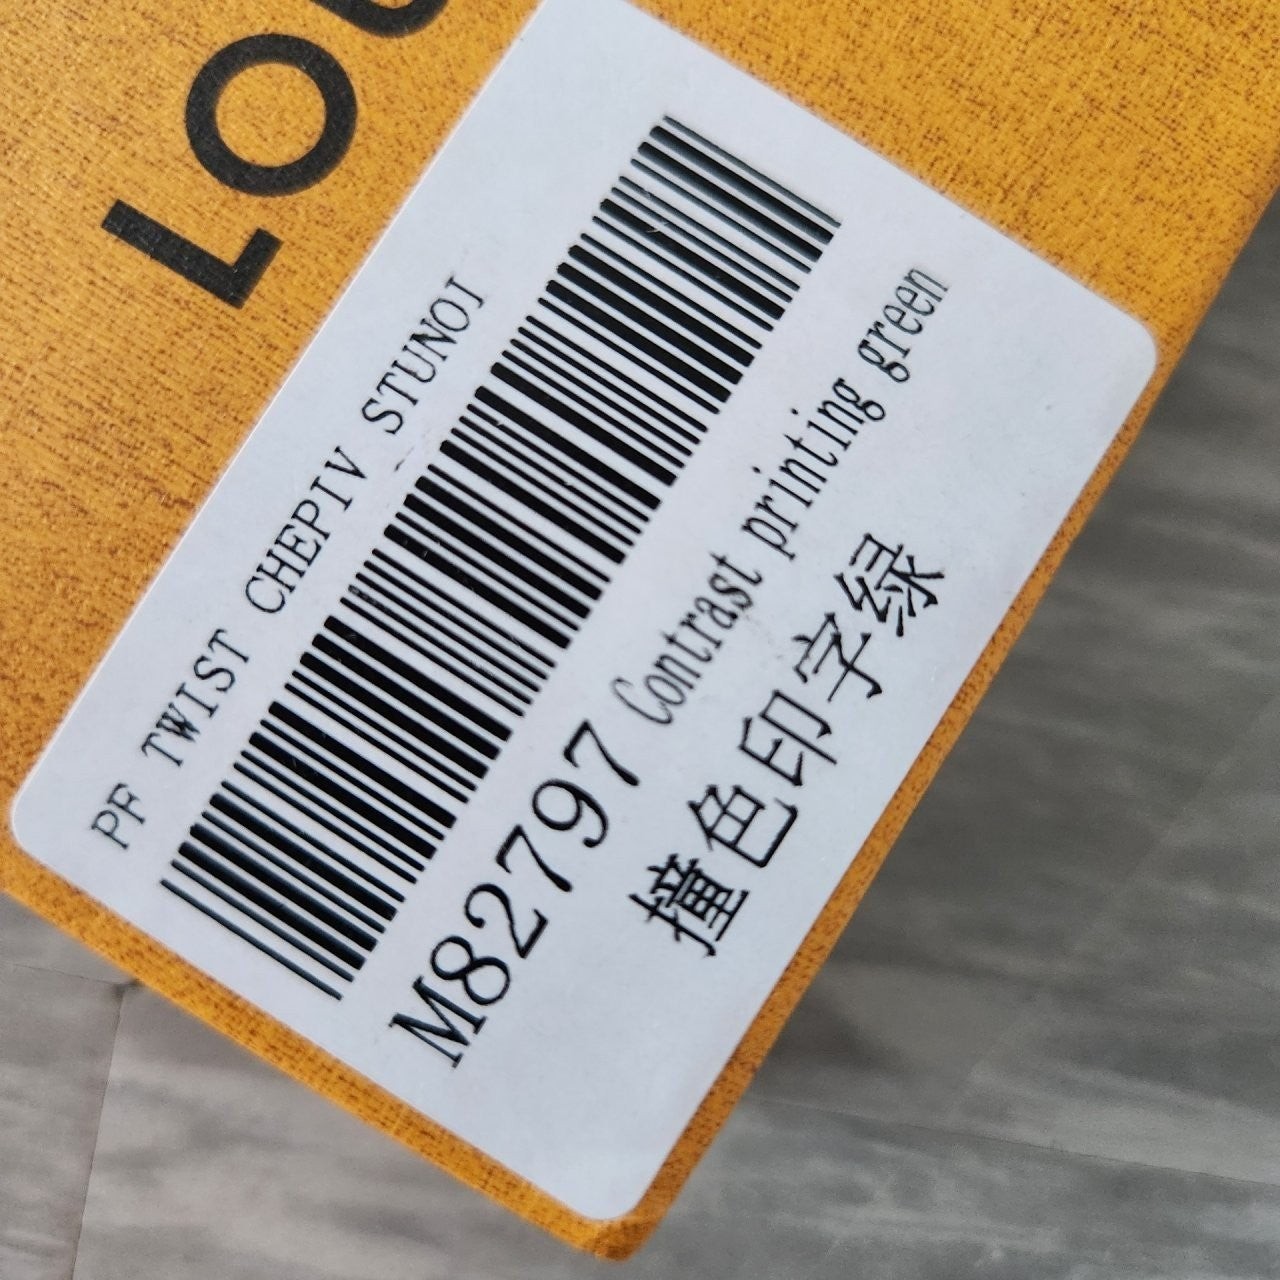 LOU
PF TWIST CHEPIV STUNOI
M82797 Contrast printing green
撞色印字绿